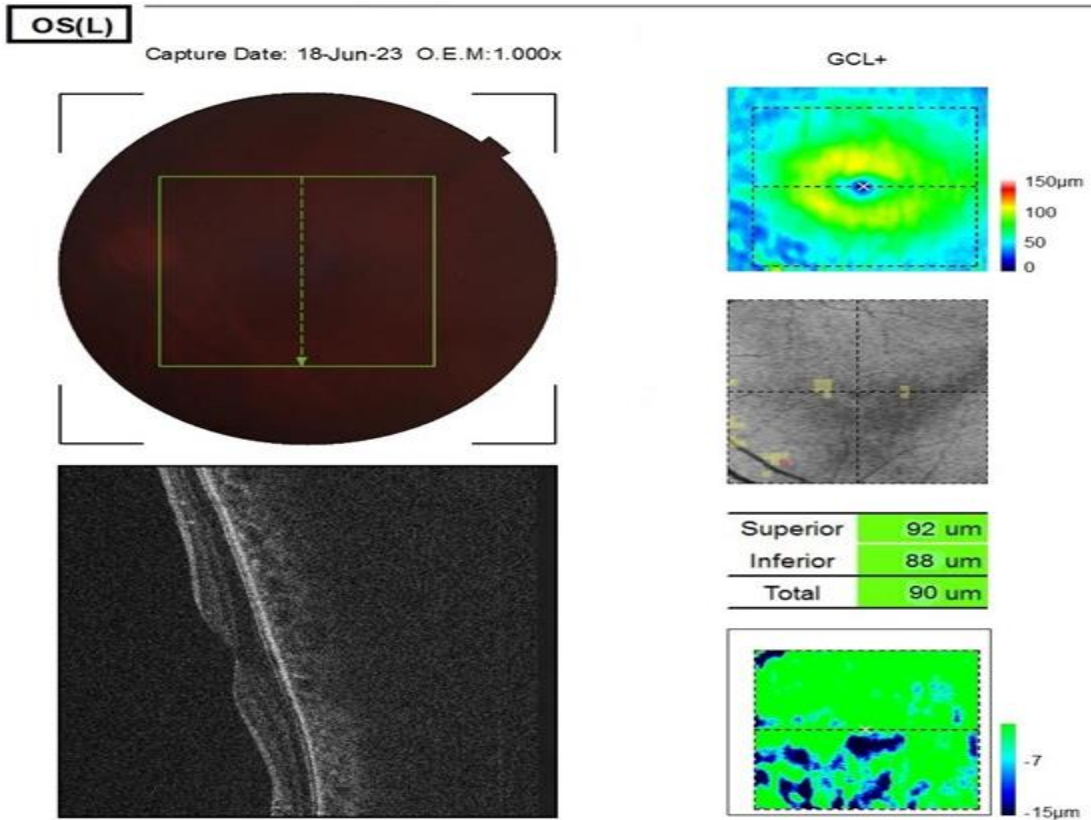 OS(L)
Capture Date: 18-Jun-23 O.E.M:1.000x
GCL+
150µm
100
50
0
Superior 92 um
Inferior 88 um
Total 90 um
-7
-15µm